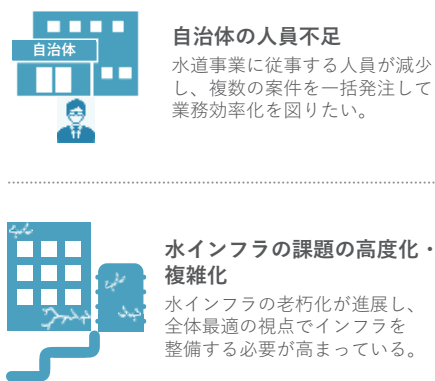 自治体
自治体の人員不足
水道事業に従事する人員が減少
し、複数の案件を一括発注して
業務効率化を図りたい。
水インフラの課題の高度化・
複雑化
水インフラの老朽化が進展し、
全体最適の視点でインフラを
整備する必要が高まっている。